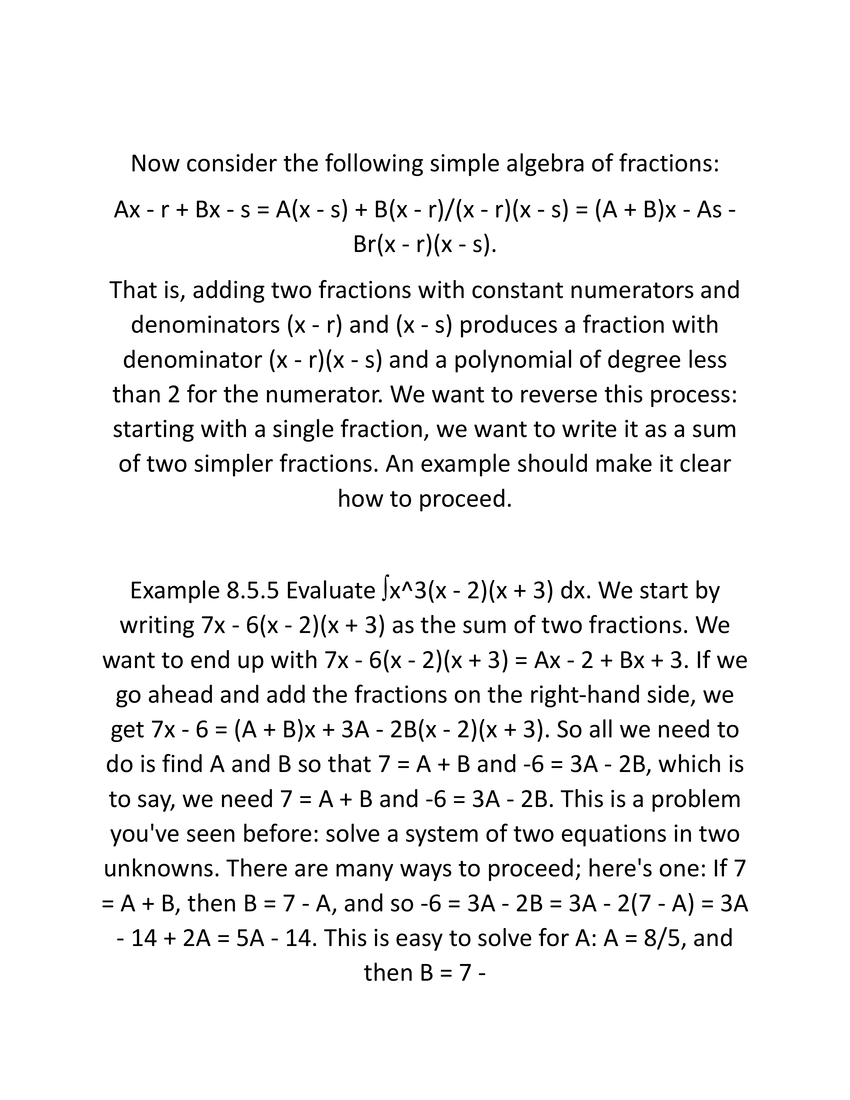 Now consider the following simple algebra of fractions:
Ax - r + Bx - s = A(x - s) + B(x - r)/(x - r)(x - s) = (A + B)x - As -
Br(x - r)(x - s).
That is, adding two fractions with constant numerators and
denominators (x - r) and (x - s) produces a fraction with
denominator (x - r)(x - s) and a polynomial of degree less
than 2 for the numerator. We want to reverse this process:
starting with a single fraction, we want to write it as a sum
of two simpler fractions. An example should make it clear
how to proceed.
Example 8.5.5 Evaluate ∫x^3(x - 2)(x + 3) dx. We start by
writing 7x - 6(x - 2)(x + 3) as the sum of two fractions. We
want to end up with 7x - 6(x - 2)(x + 3) = Ax - 2 + Bx + 3. If we
go ahead and add the fractions on the right-hand side, we
get 7x - 6 = (A + B)x + 3A - 2B(x - 2)(x + 3). So all we need to
do is find A and B so that 7 = A + B and -6 = 3A - 2B, which is
to say, we need 7 = A + B and -6 = 3A - 2B. This is a problem
you've seen before: solve a system of two equations in two
unknowns. There are many ways to proceed; here's one: If 7
= A + B, then B = 7 - A, and so -6 = 3A - 2B = 3A - 2(7 - A) = 3A
- 14 + 2A = 5A - 14. This is easy to solve for A: A = 8/5, and
then B = 7 -